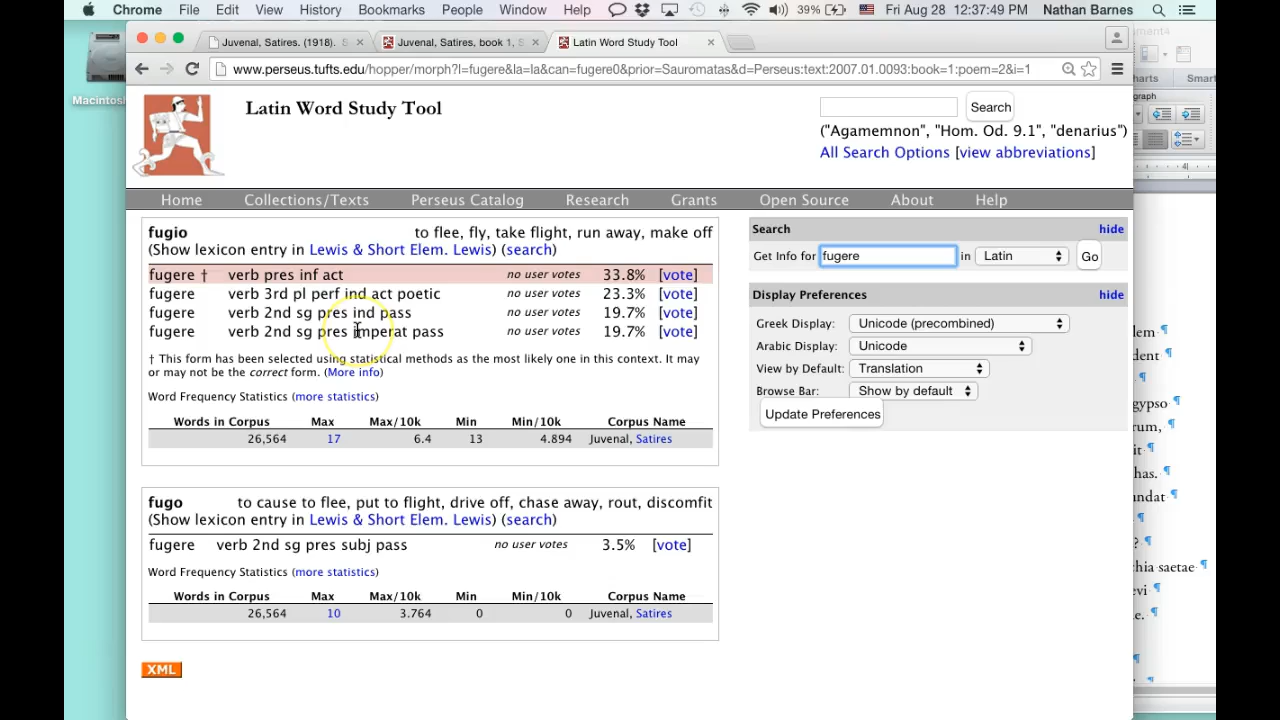 Chrome File Edit View History Bookmarks People Window Help 39% Fri Aug 28 12:37:49 PM Nathan Barnes
Juvenal, Satires. (1918). S
Juvenal, Satires, book 1, S
Latin Word Study Tool
www.perseus.tufts.edu/hopper/morph?l=fugere&la=la&can=fugere0&prior=Sauromatas&d=Perseus:text:2007.01.0093:book=1:poem=2&i=1
Macintosh
Latin Word Study Tool
Search
("Agamemnon", "Hom. Od. 9.1", "denarius")
All Search Options [view abbreviations]
Home Collections/Texts Perseus Catalog Research Grants Open Source About Help
fugio to flee, fly, take flight, run away, make off
(Show lexicon entry in Lewis & Short Elem. Lewis) (search)
fugere † verb pres inf act no user votes 33.8% [vote]
fugere verb 3rd pl perf ind act poetic no user votes 23.3% [vote]
fugere verb 2nd sg pres ind pass no user votes 19.7% [vote]
fugere verb 2nd sg pres imperat pass no user votes 19.7% [vote]
† This form has been selected using statistical methods as the most likely one in this context. It may
or may not be the correct form. (More info)
Word Frequency Statistics (more statistics)
Words in Corpus Max Max/10k Min Min/10k Corpus Name
26,564 17 6.4 13 4.894 Juvenal, Satires
fugo to cause to flee, put to flight, drive off, chase away, rout, discomfit
(Show lexicon entry in Lewis & Short Elem. Lewis) (search)
fugere verb 2nd sg pres subj pass no user votes 3.5% [vote]
Word Frequency Statistics (more statistics)
Words in Corpus Max Max/10k Min Min/10k Corpus Name
26,564 10 3.764 0 0 Juvenal, Satires
XML
Search hide
Get Info for fugere in Latin Go
Display Preferences hide
Greek Display: Unicode (precombined)
Arabic Display: Unicode
View by Default: Translation
Browse Bar: Show by default
Update Preferences
ument4
harts Smart
graph
lem ¶
dent ¶
¶
gypso ¶
rum, ¶
it ¶
has. ¶
undat ¶
¶
? ¶
chia saetae ¶
evi ¶
e. ¶
¶
¶